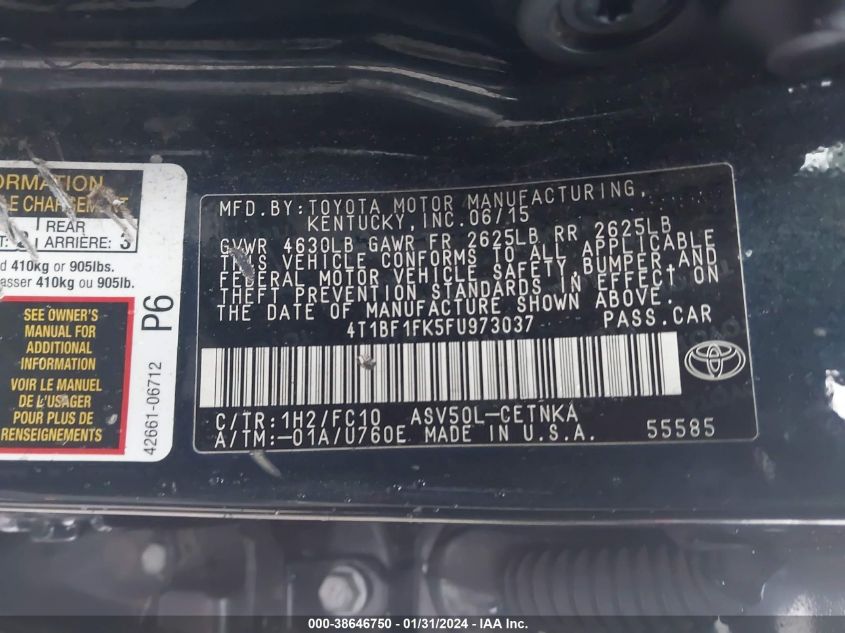 ORMATION
E CHARGEMENT
REAR
ARRIÈRE: 3
d 410kg or 905lbs.
asser 410kg ou 905lb.
SEE OWNER'S
MANUAL FOR
ADDITIONAL
INFORMATION
VOIR LE MANUEL
DE L'USAGER
POUR PLUS DE
RENSEIGNEMENTS
P6
42661-06712
MFD.BY:TOYOTA MOTOR MANUFACTURING,
KENTUCKY, INC.06/15
GVWR 4630LB GAWR FR 2625LB RR 2625LB
THIS VEHICLE CONFORMS TO ALL APPLICABLE
FEDERAL MOTOR VEHICLE SAFETY,BUMPER AND
THEFT PREVENTION STANDARDS IN EFFECT ON
THE DATE OF MANUFACTURE SHOWN ABOVE.
4T1BF1FK5FU973037 PASS.CAR
C/TR:1H2/FC10 ASV50L-CETNKA
A/TM:-01A/U760E MADE IN U.S.A. 55585
000-38646750 - 01/31/2024 - IAA Inc.